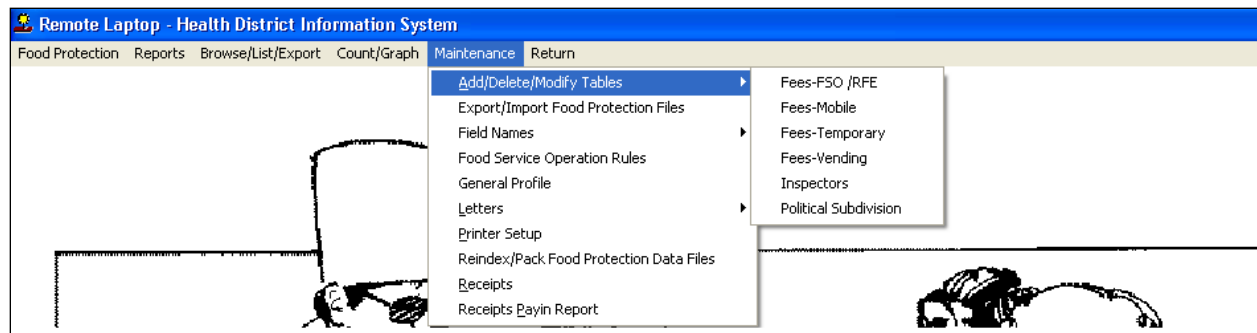 Remote Laptop - Health District Information System
Food Protection Reports Browse/List/Export Count/Graph Maintenance Return
Add/Delete/Modify Tables
Export/Import Food Protection Files
Field Names
Food Service Operation Rules
General Profile
Letters
Printer Setup
Reindex/Pack Food Protection Data Files
Receipts
Receipts Payin Report
Fees-FSO /RFE
Fees-Mobile
Fees-Temporary
Fees-Vending
Inspectors
Political Subdivision